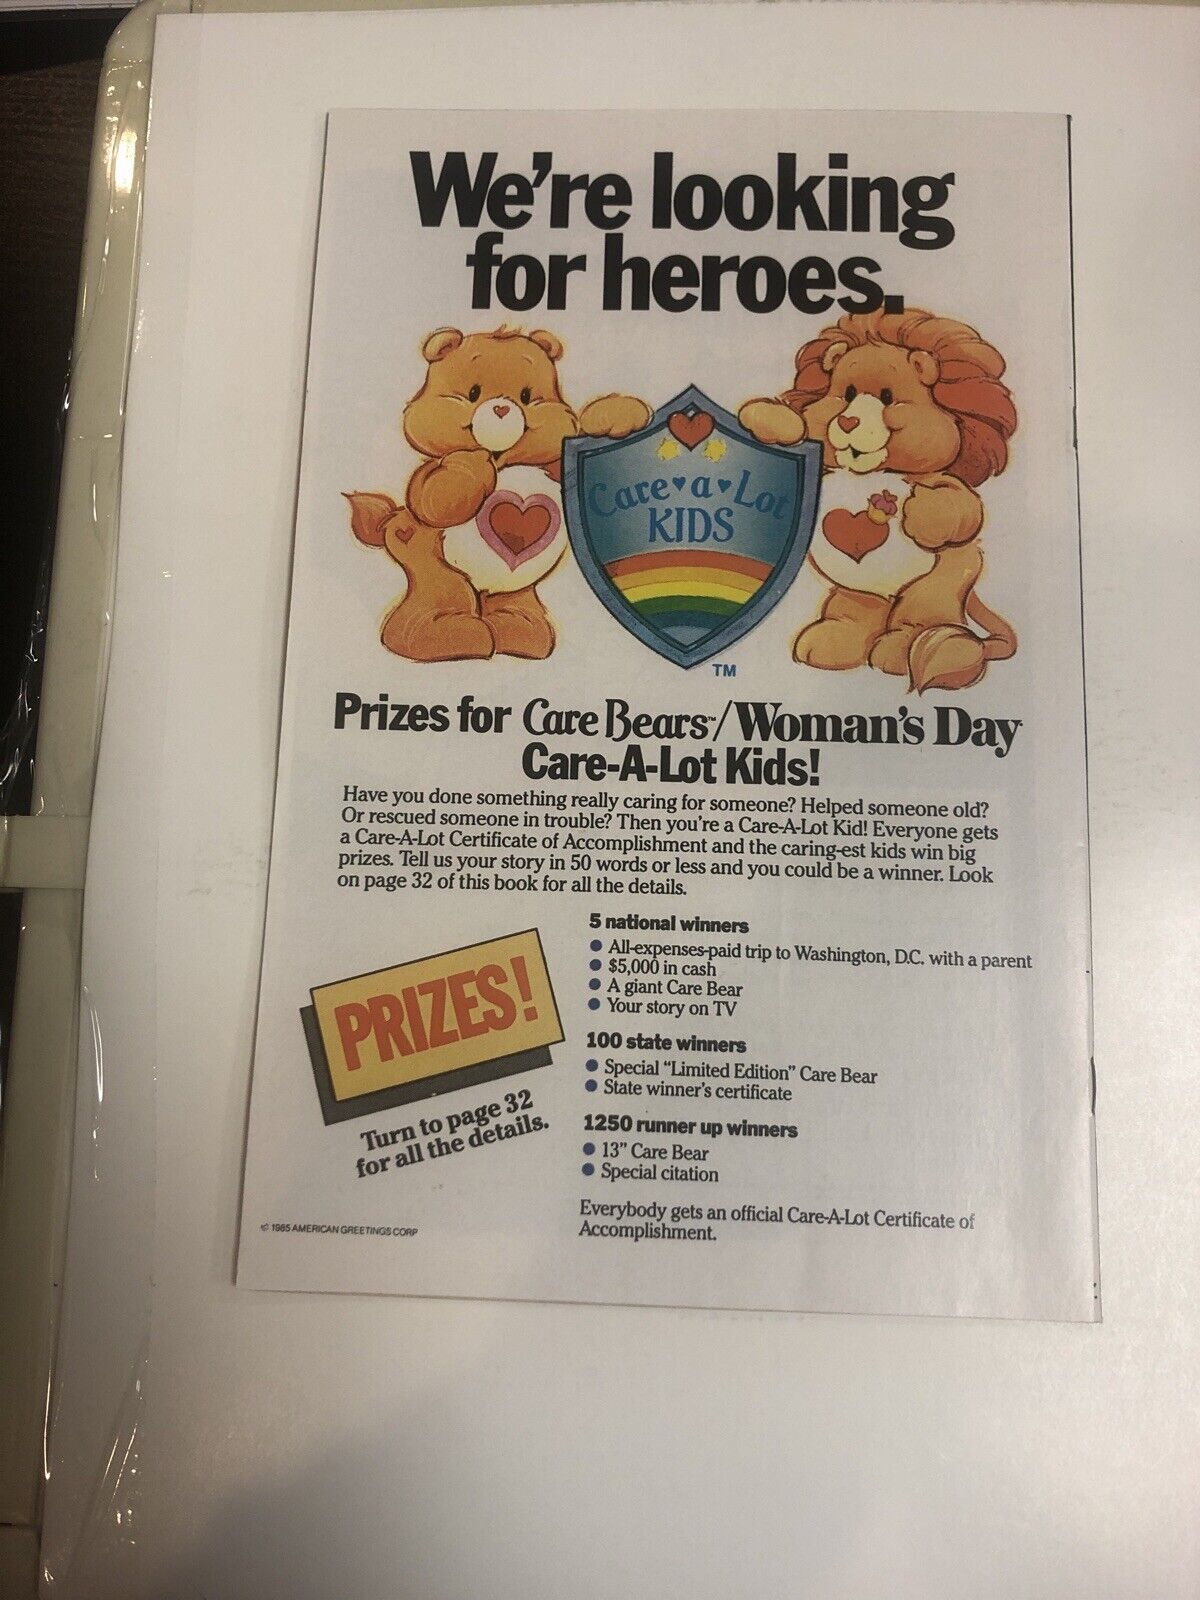 We're looking
for heroes.
Care♥a♥Lot
KIDS
TM
Prizes for Care Bears™/Woman's Day
Care-A-Lot Kids!
Have you done something really caring for someone? Helped someone old?
Or rescued someone in trouble? Then you're a Care-A-Lot Kid! Everyone gets
a Care-A-Lot Certificate of Accomplishment and the caring-est kids win big
prizes. Tell us your story in 50 words or less and you could be a winner. Look
on page 32 of this book for all the details.
PRIZES!
Turn to page 32
for all the details.
5 national winners
● All-expenses-paid trip to Washington, D.C. with a parent
● $5,000 in cash
● A giant Care Bear
● Your story on TV
100 state winners
● Special “Limited Edition” Care Bear
● State winner's certificate
1250 runner up winners
● 13” Care Bear
● Special citation
Everybody gets an official Care-A-Lot Certificate of
Accomplishment.
© 1985 AMERICAN GREETINGS CORP